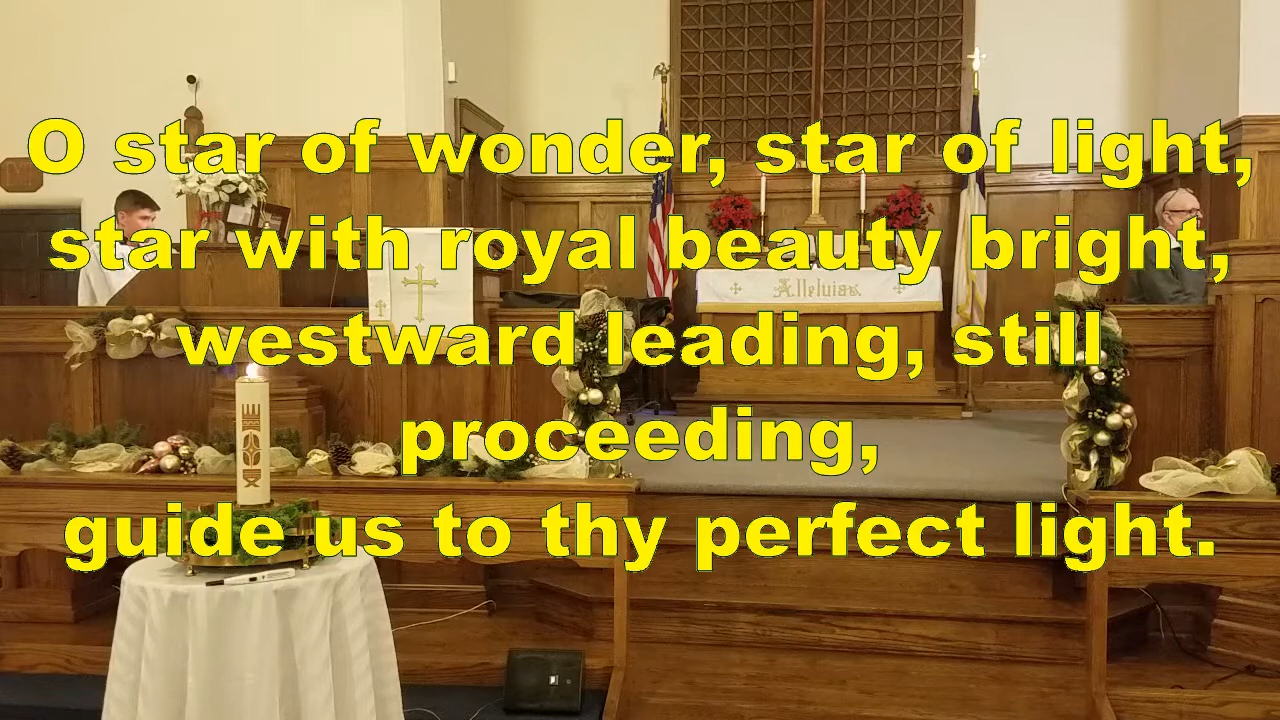 O star of wonder, star of light,
star with royal beauty bright,
westward leading, still
proceeding,
guide us to thy perfect light.
Alleluia